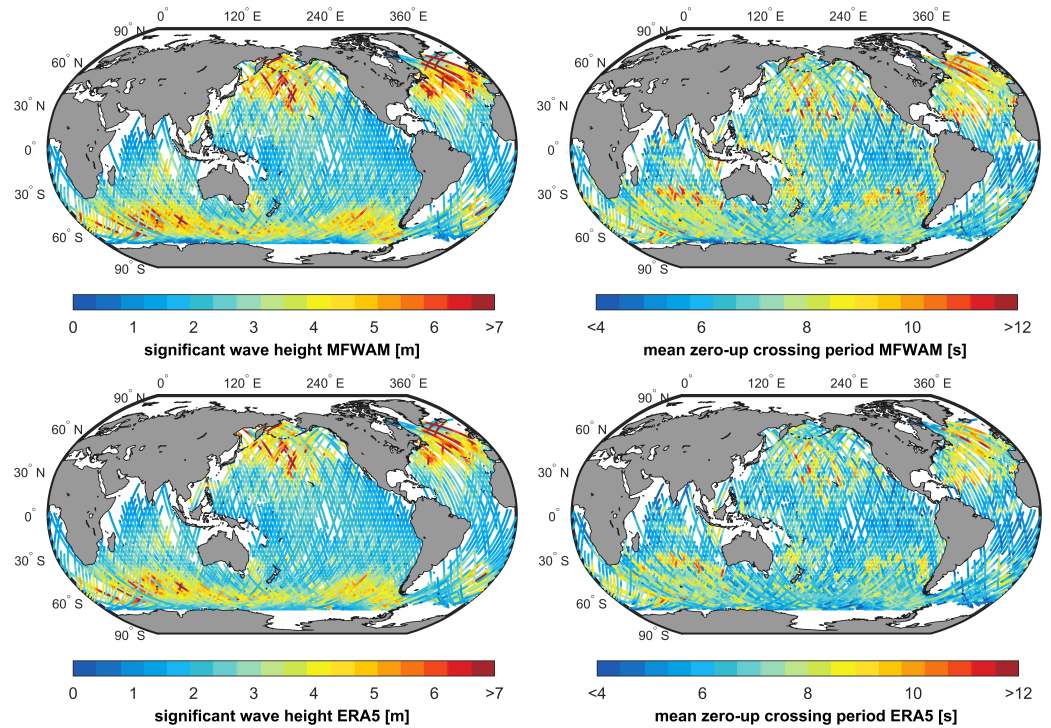 0° 120° E 240° E 360° E
90° N
60° N
30° N
0°
30° S
60° S
90° S
0 1 2 3 4 5 6 >7
significant wave height MFWAM [m]
0° 120° E 240° E 360° E
90° N
60° N
30° N
0°
30° S
60° S
90° S
<4 6 8 10 >12
mean zero-up crossing period MFWAM [s]
0° 120° E 240° E 360° E
90° N
60° N
30° N
0°
30° S
60° S
90° S
0 1 2 3 4 5 6 >7
significant wave height ERA5 [m]
0° 120° E 240° E 360° E
90° N
60° N
30° N
0°
30° S
60° S
90° S
<4 6 8 10 >12
mean zero-up crossing period ERA5 [s]